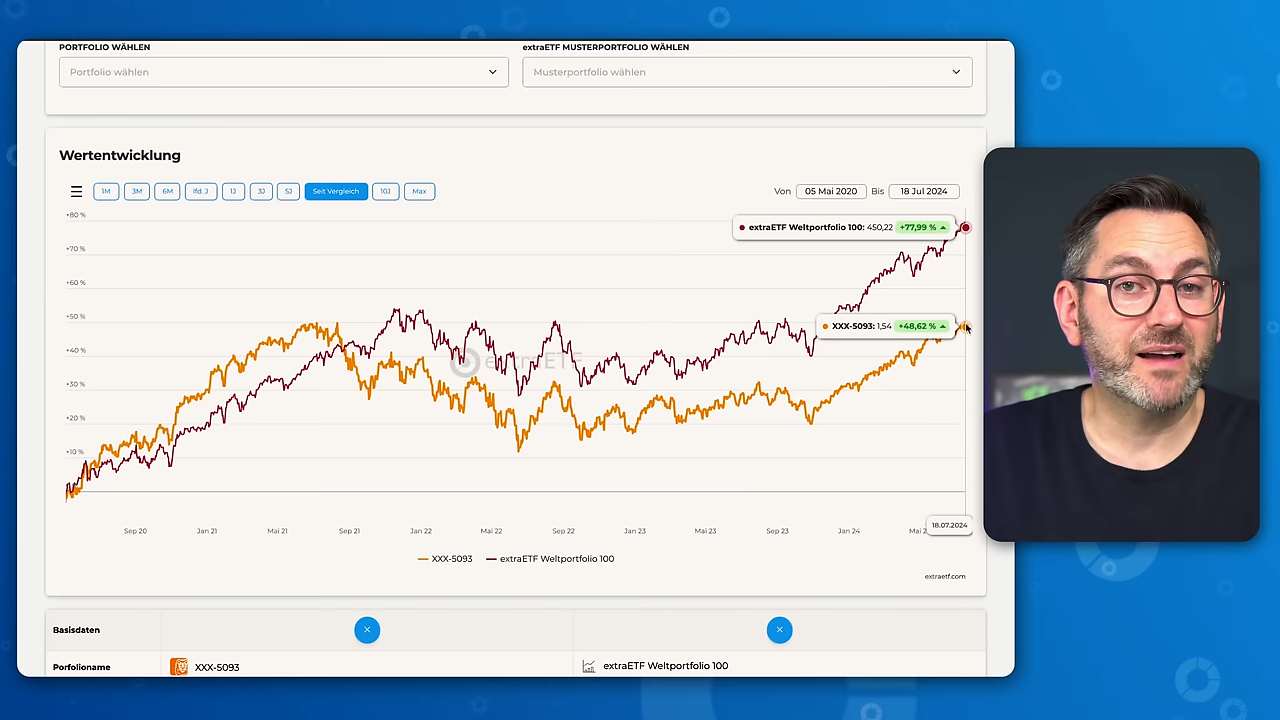 PORTFOLIO WÄHLEN
extraETF MUSTERPORTFOLIO WÄHLEN
Portfolio wählen
Musterportfolio wählen
Wertentwicklung
1M 3M 6M lfd. J 1J 3J 5J Seit Vergleich 10J Max
Von 05 Mai 2020 Bis 18 Jul 2024
+80 %
extraETF Weltportfolio 100: 450,22 +77,99 %
+70 %
+60 %
+50 %
XXX-5093: 1,54 +48,62 %
+40 %
extraETF
+30 %
+20 %
+10 %
Sep 20 Jan 21 Mai 21 Sep 21 Jan 22 Mai 22 Sep 22 Jan 23 Mai 23 Sep 23 Jan 24 Mai 2
18.07.2024
XXX-5093 extraETF Weltportfolio 100
extraetf.com
Basisdaten
Porfolioname XXX-5093 extraETF Weltportfolio 100